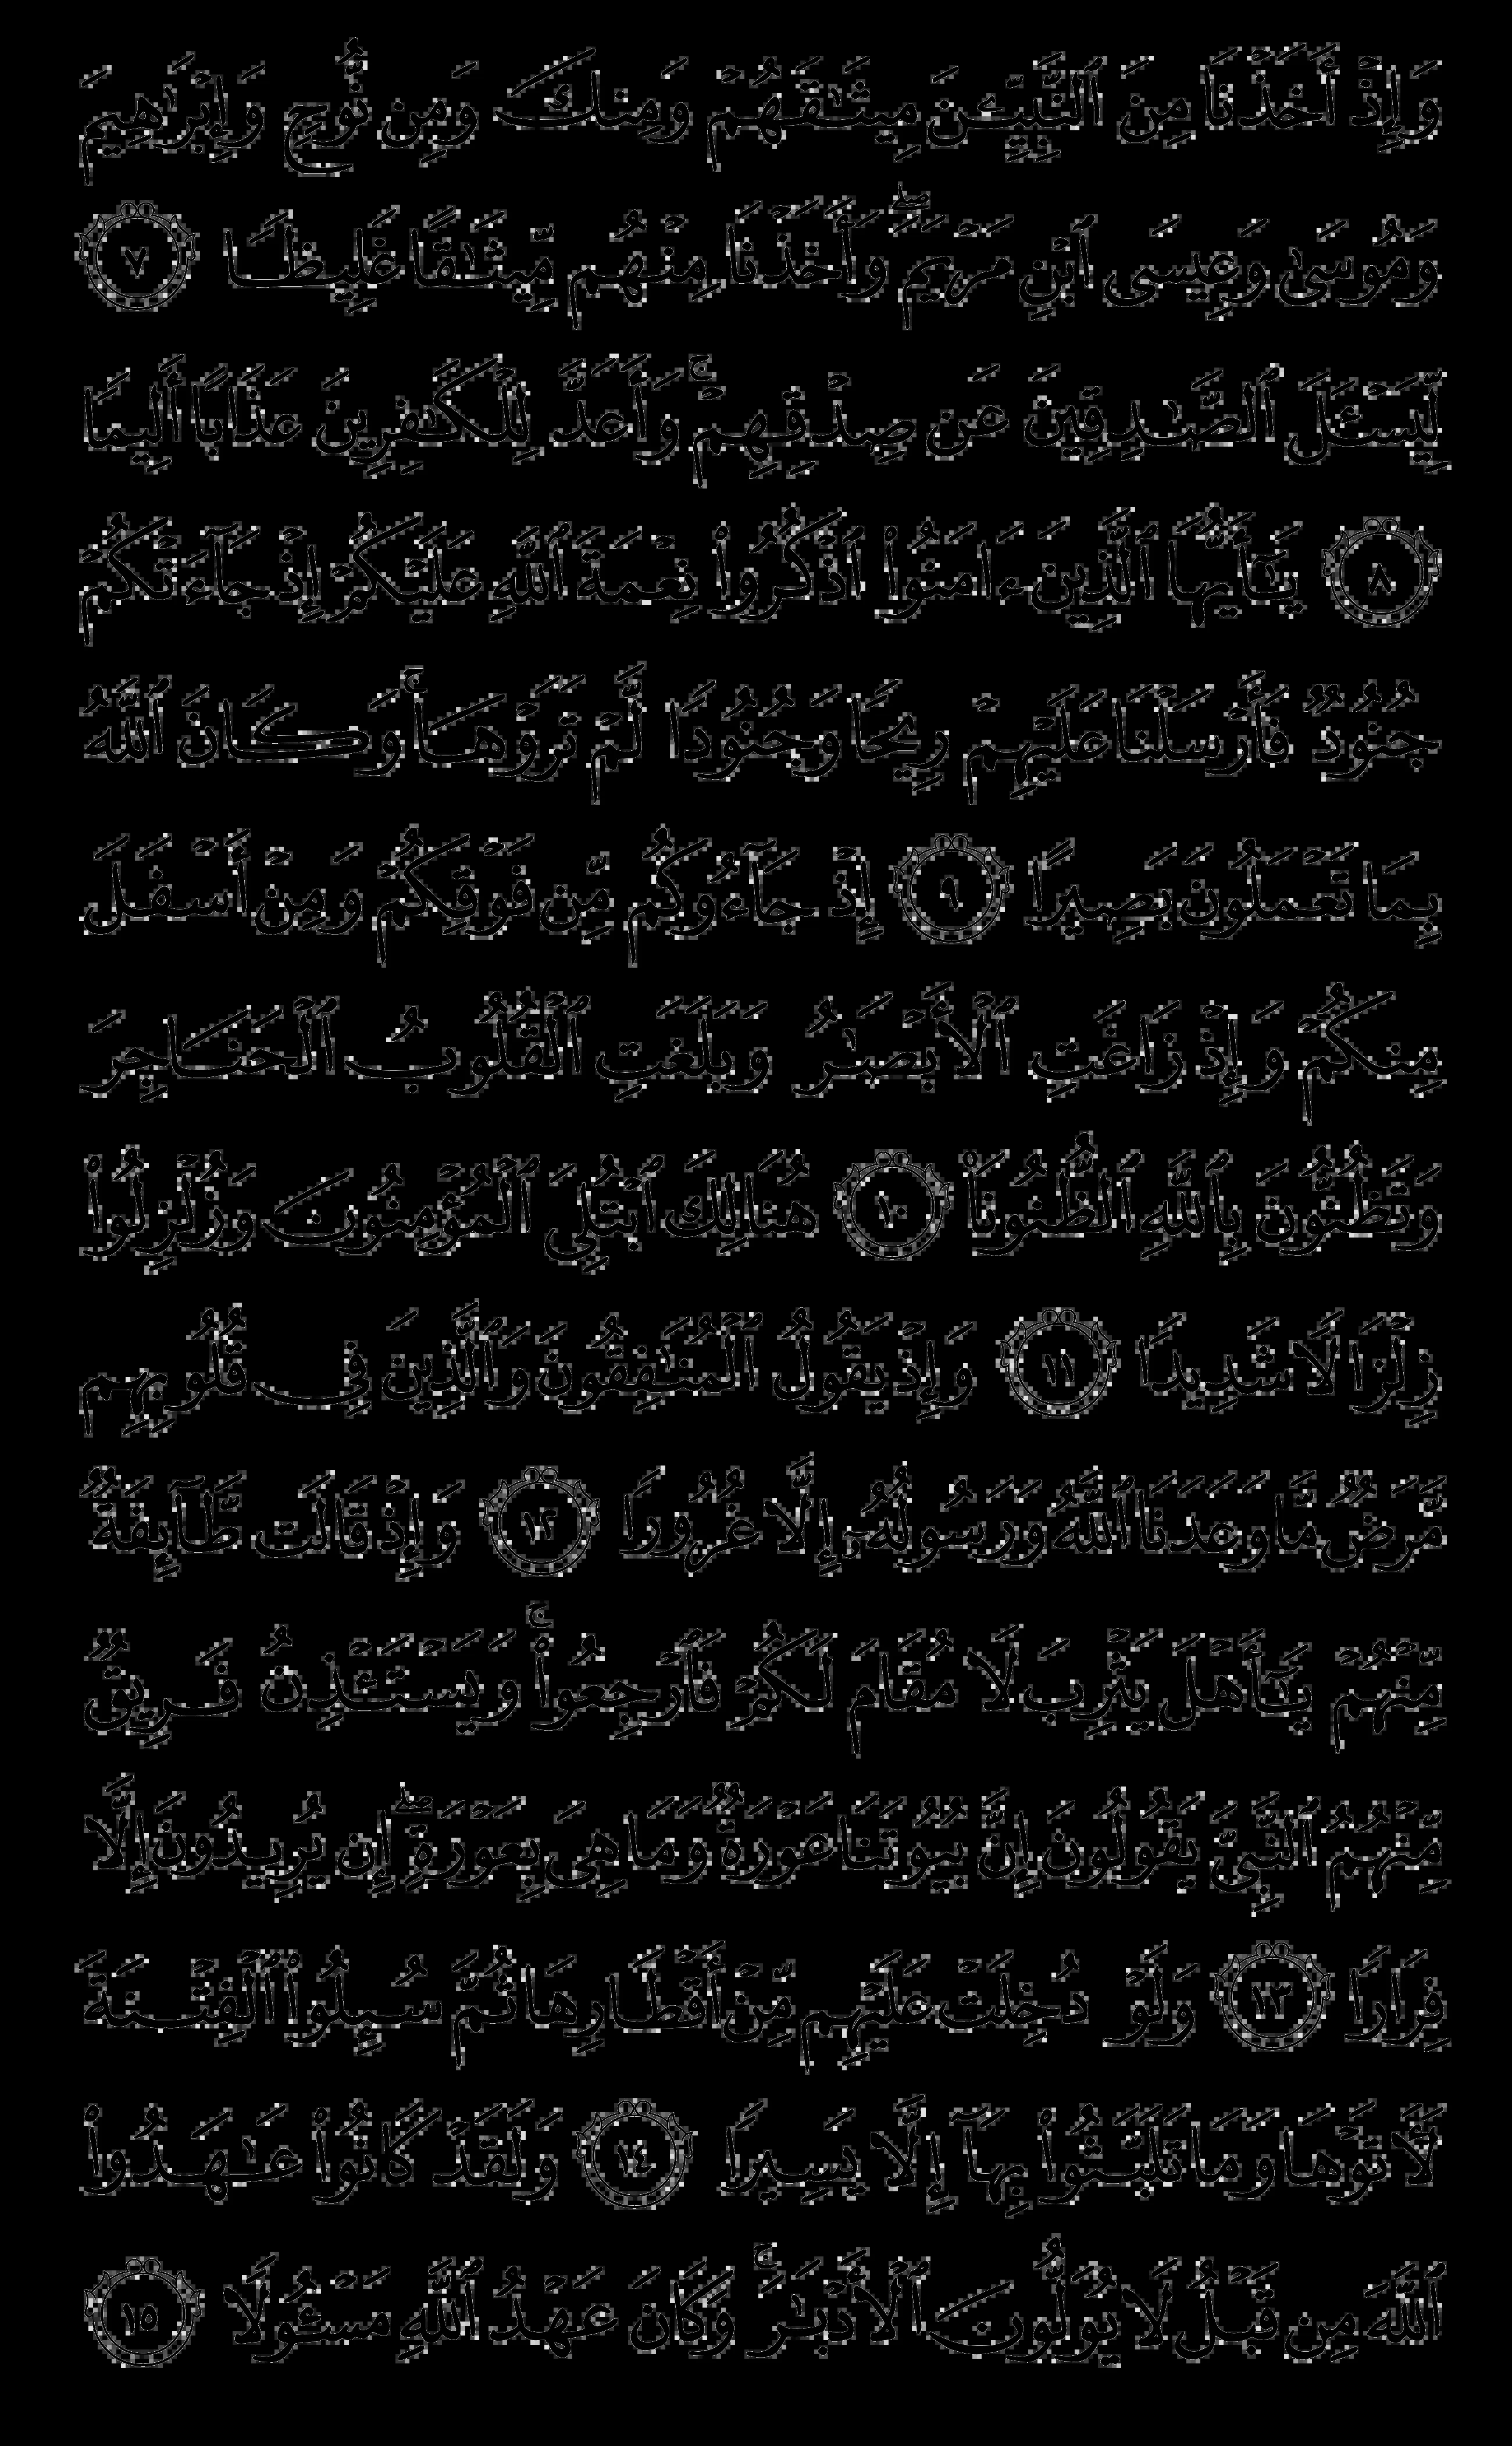 وَإِذْ أَخَذْنَا مِنَ ٱلنَّبِيِّـۧنَ مِيثَـٰقَهُمْ وَمِنكَ وَمِن نُّوحٍ وَإِبْرَٰهِيمَ
وَمُوسَىٰ وَعِيسَى ٱبْنِ مَرْيَمَ ۖ وَأَخَذْنَا مِنْهُم مِّيثَـٰقًا غَلِيظًا ٧
لِّيَسْـَٔلَ ٱلصَّـٰدِقِينَ عَن صِدْقِهِمْ ۚ وَأَعَدَّ لِلْكَـٰفِرِينَ عَذَابًا أَلِيمًا
٨ يَـٰٓأَيُّهَا ٱلَّذِينَ ءَامَنُوا۟ ٱذْكُرُوا۟ نِعْمَةَ ٱللَّهِ عَلَيْكُمْ إِذْ جَآءَتْكُمْ
جُنُودٌ فَأَرْسَلْنَا عَلَيْهِمْ رِيحًا وَجُنُودًا لَّمْ تَرَوْهَا ۚ وَكَانَ ٱللَّهُ
بِمَا تَعْمَلُونَ بَصِيرًا ٩ إِذْ جَآءُوكُم مِّن فَوْقِكُمْ وَمِنْ أَسْفَلَ
مِنكُمْ وَإِذْ زَاغَتِ ٱلْأَبْصَـٰرُ وَبَلَغَتِ ٱلْقُلُوبُ ٱلْحَنَاجِرَ
وَتَظُنُّونَ بِٱللَّهِ ٱلظُّنُونَا۠ ١٠ هُنَالِكَ ٱبْتُلِىَ ٱلْمُؤْمِنُونَ وَزُلْزِلُوا۟
زِلْزَالًا شَدِيدًا ١١ وَإِذْ يَقُولُ ٱلْمُنَـٰفِقُونَ وَٱلَّذِينَ فِى قُلُوبِهِم
مَّرَضٌ مَّا وَعَدَنَا ٱللَّهُ وَرَسُولُهُۥٓ إِلَّا غُرُورًا ١٢ وَإِذْ قَالَت طَّآئِفَةٌ
مِّنْهُمْ يَـٰٓأَهْلَ يَثْرِبَ لَا مُقَامَ لَكُمْ فَٱرْجِعُوا۟ ۚ وَيَسْتَـْٔذِنُ فَرِيقٌ
مِّنْهُمُ ٱلنَّبِىَّ يَقُولُونَ إِنَّ بُيُوتَنَا عَوْرَةٌ وَمَا هِىَ بِعَوْرَةٍ ۖ إِن يُرِيدُونَ إِلَّا
فِرَارًا ١٣ وَلَوْ دُخِلَتْ عَلَيْهِم مِّنْ أَقْطَارِهَا ثُمَّ سُئِلُوا۟ ٱلْفِتْنَةَ
لَـَٔاتَوْهَا وَمَا تَلَبَّثُوا۟ بِهَآ إِلَّا يَسِيرًا ١٤ وَلَقَدْ كَانُوا۟ عَـٰهَدُوا۟
ٱللَّهَ مِن قَبْلُ لَا يُوَلُّونَ ٱلْأَدْبَـٰرَ ۚ وَكَانَ عَهْدُ ٱللَّهِ مَسْـُٔولًا ١٥